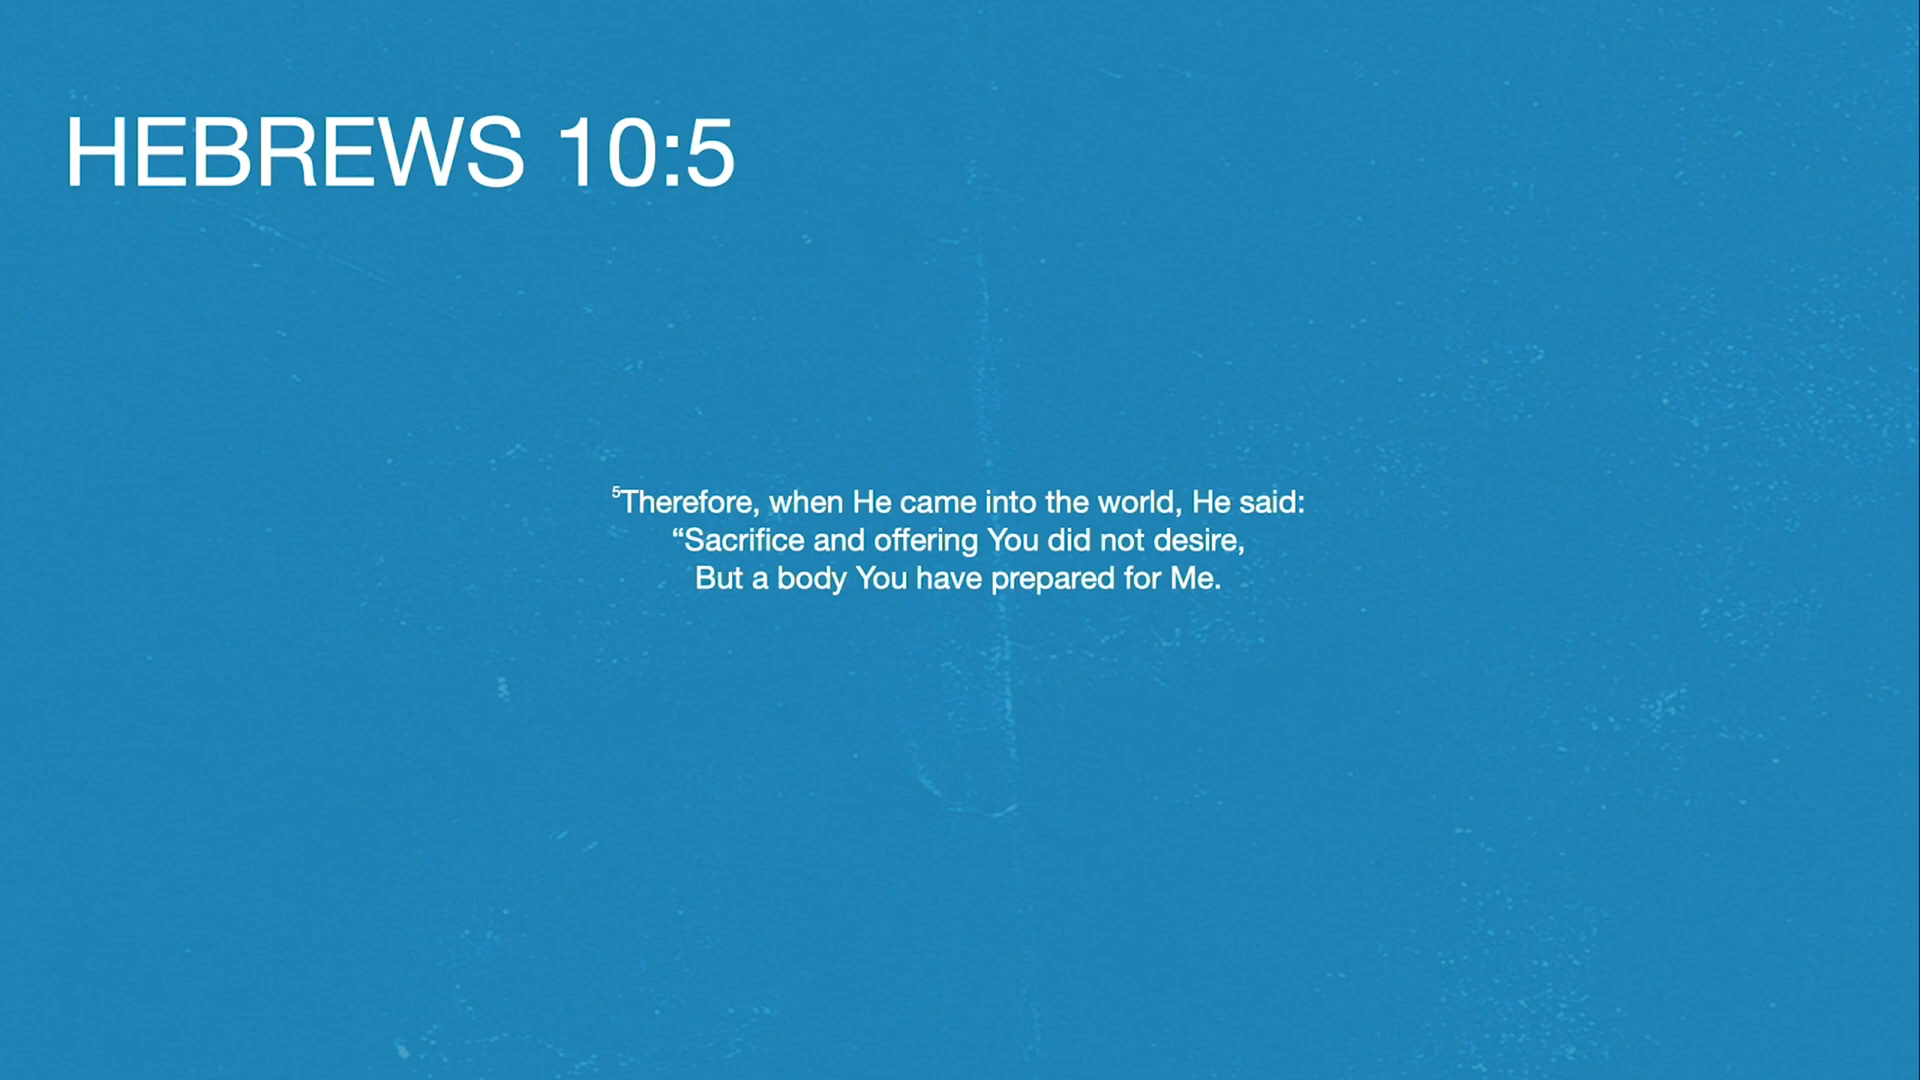 HEBREWS 10:5
⁵Therefore, when He came into the world, He said:
“Sacrifice and offering You did not desire,
But a body You have prepared for Me.